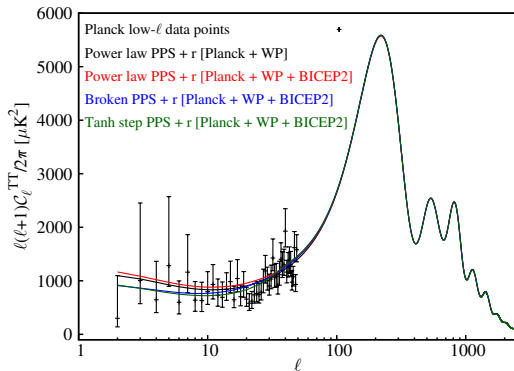 Planck low-ℓ data points
Power law PPS + r [Planck + WP]
Power law PPS + r [Planck + WP + BICEP2]
Broken PPS + r [Planck + WP + BICEP2]
Tanh step PPS + r [Planck + WP + BICEP2]
ℓ(ℓ+1)C_ℓ^TT/2π [μK²]
6000
5000
4000
3000
2000
1000
0
1 10 100 1000
ℓ